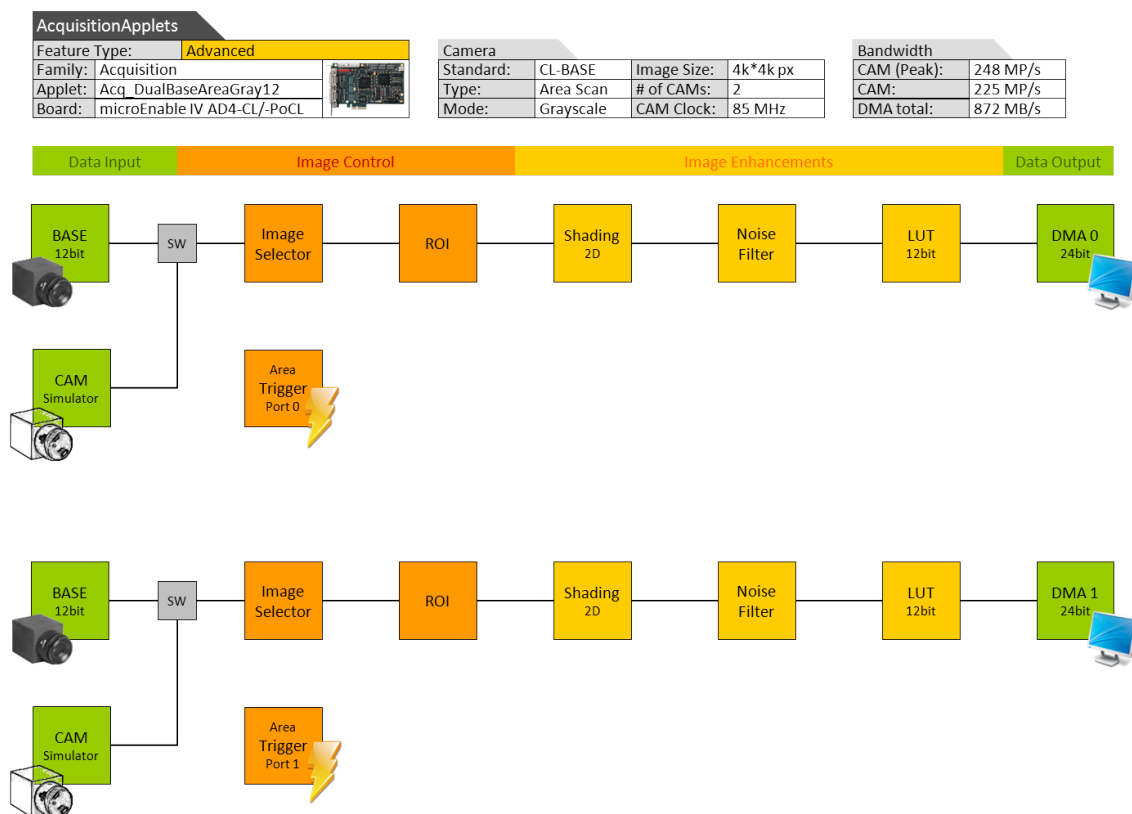 AcquisitionApplets
Feature Type: Advanced
Family: Acquisition
Applet: Acq_DualBaseAreaGray12
Board: microEnable IV AD4-CL/-PoCL
Camera
Standard: CL-BASE Image Size: 4k*4k px
Type: Area Scan # of CAMs: 2
Mode: Grayscale CAM Clock: 85 MHz
Bandwidth
CAM (Peak): 248 MP/s
CAM: 225 MP/s
DMA total: 872 MB/s
Data Input Image Control Image Enhancements Data Output
BASE
12bit
SW
Image
Selector
ROI
Shading
2D
Noise
Filter
LUT
12bit
DMA 0
24bit
CAM
Simulator
Area
Trigger
Port 0
BASE
12bit
SW
Image
Selector
ROI
Shading
2D
Noise
Filter
LUT
12bit
DMA 1
24bit
CAM
Simulator
Area
Trigger
Port 1